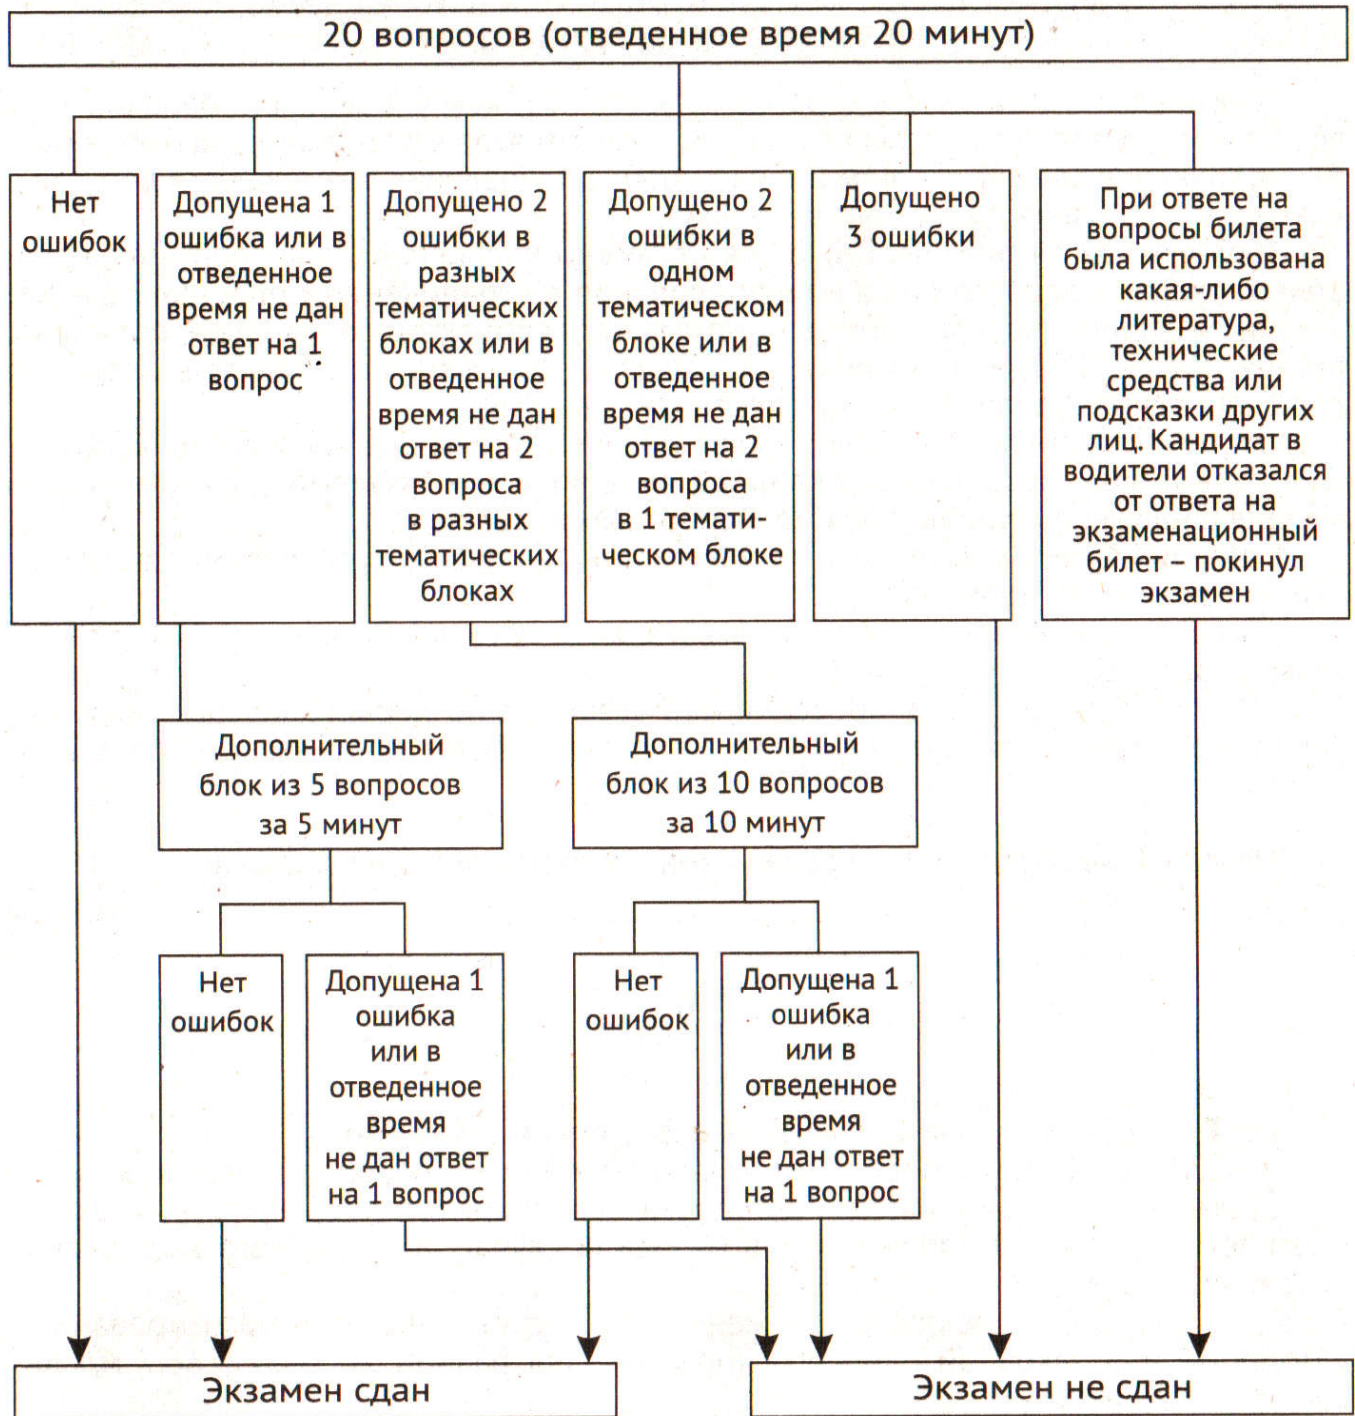 20 вопросов (отведенное время 20 минут)
Нет
ошибок
Допущена 1
ошибка или в
отведенное
время не дан
ответ на 1
вопрос
Допущено 2
ошибки в
разных
тематических
блоках или в
отведенное
время не дан
ответ на 2
вопроса
в разных
тематических
блоках
Допущено 2
ошибки в
одном
тематическом
блоке или в
отведенное
время не дан
ответ на 2
вопроса
в 1 темати-
ческом блоке
Допущено
3 ошибки
При ответе на
вопросы билета
была использована
какая-либо
литература,
технические
средства или
подсказки других
лиц. Кандидат в
водители отказался
от ответа на
экзаменационный
билет – покинул
экзамен
Дополнительный
блок из 5 вопросов
за 5 минут
Дополнительный
блок из 10 вопросов
за 10 минут
Нет
ошибок
Допущена 1
ошибка
или в
отведенное
время
не дан ответ
на 1 вопрос
Нет
ошибок
Допущена 1
ошибка
или в
отведенное
время
не дан ответ
на 1 вопрос
Экзамен сдан
Экзамен не сдан